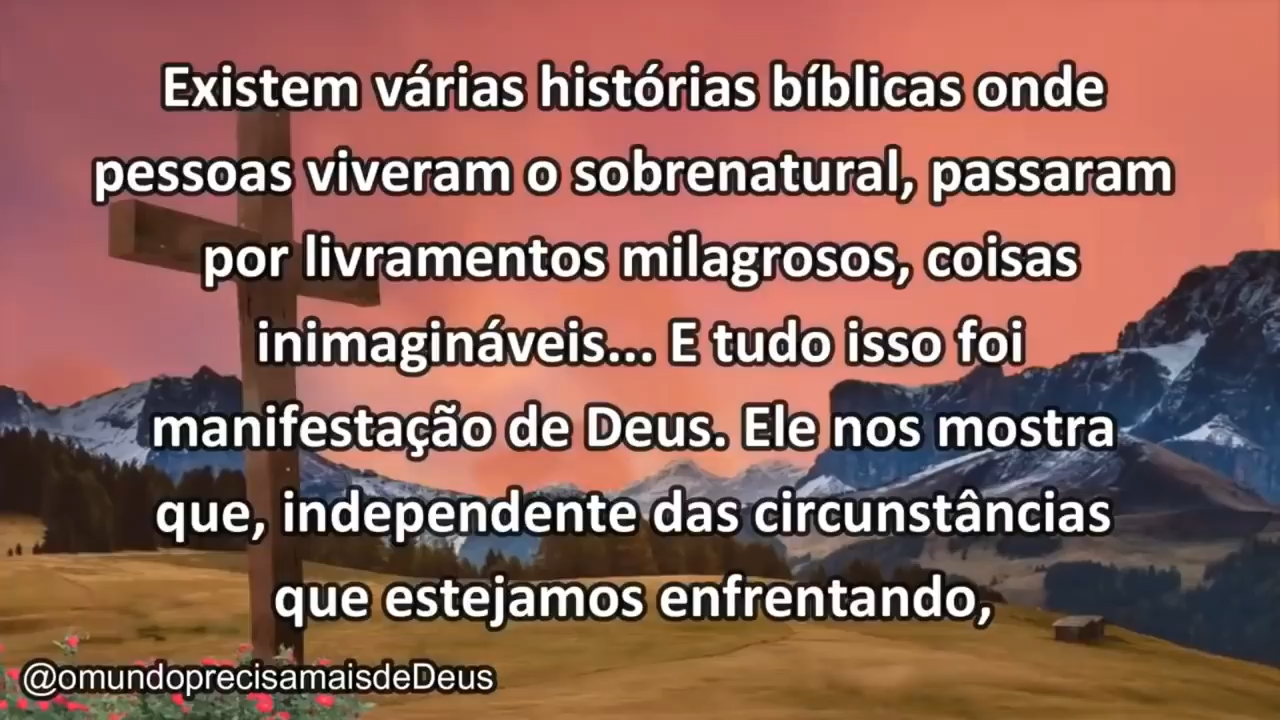 Existem várias histórias bíblicas onde
pessoas viveram o sobrenatural, passaram
por livramentos milagrosos, coisas
inimagináveis... E tudo isso foi
manifestação de Deus. Ele nos mostra
que, independente das circunstâncias
que estejamos enfrentando,
@omundoprecisamaisdeDeus